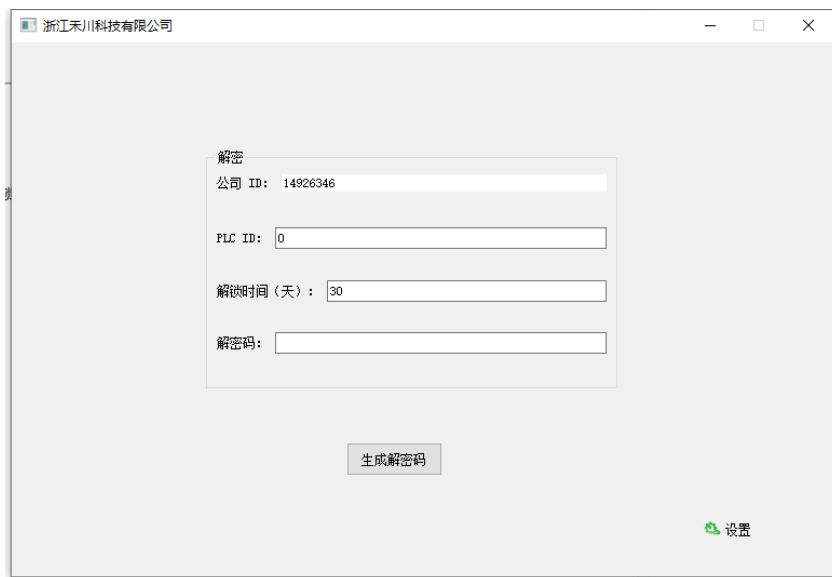 浙江禾川科技有限公司
解密
公司 ID: 14926346
PLC ID: 0
解锁时间（天）: 30
解密码:
生成解密码
设置